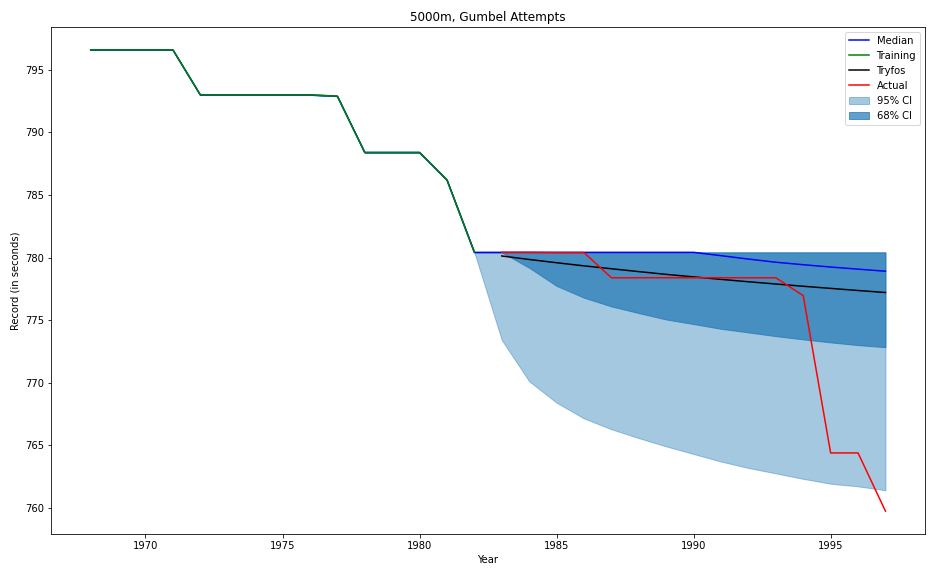 5000m, Gumbel Attempts
Median
Training
Tryfos
Actual
95% CI
68% CI
795
790
785
780
775
770
765
760
Record (in seconds)
1970
1975
1980
1985
1990
1995
Year